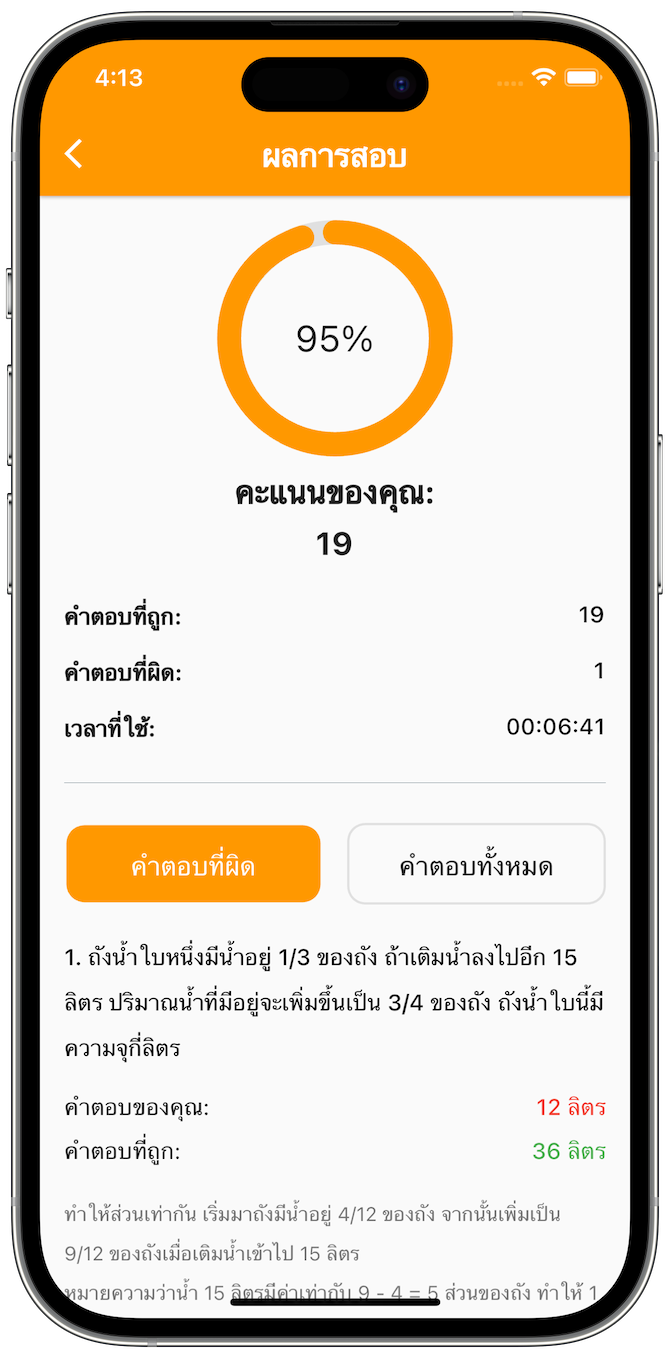 4:13
ผลการสอบ
95%
คะแนนของคุณ:
19
คำตอบที่ถูก: 19
คำตอบที่ผิด: 1
เวลาที่ใช้: 00:06:41
คำตอบที่ผิด คำตอบทั้งหมด
1. ถังน้ำใบหนึ่งมีน้ำอยู่ 1/3 ของถัง ถ้าเติมน้ำลงไปอีก 15
ลิตร ปริมาณน้ำที่มีอยู่จะเพิ่มขึ้นเป็น 3/4 ของถัง ถังน้ำใบนี้มี
ความจุกี่ลิตร
คำตอบของคุณ: 12 ลิตร
คำตอบที่ถูก: 36 ลิตร
ทำให้ส่วนเท่ากัน เริ่มมาถังมีน้ำอยู่ 4/12 ของถัง จากนั้นเพิ่มเป็น
9/12 ของถังเมื่อเติมน้ำเข้าไป 15 ลิตร
หมายความว่าน้ำ 15 ลิตรมีค่าเท่ากับ 9 - 4 = 5 ส่วนของถัง ทำให้ 1